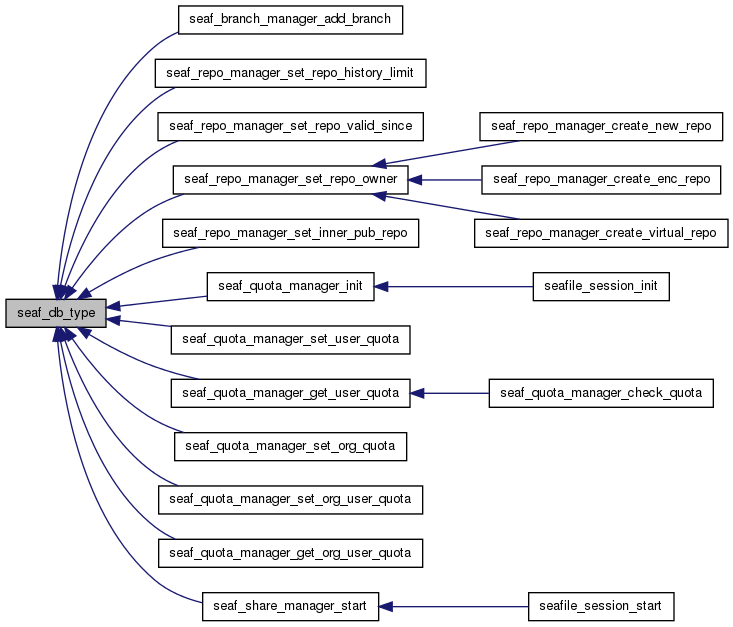 seaf_branch_manager_add_branch
seaf_repo_manager_set_repo_history_limit
seaf_repo_manager_set_repo_valid_since
seaf_repo_manager_create_new_repo
seaf_repo_manager_set_repo_owner
seaf_repo_manager_create_enc_repo
seaf_repo_manager_set_inner_pub_repo
seaf_repo_manager_create_virtual_repo
seaf_quota_manager_init
seafile_session_init
seaf_db_type
seaf_quota_manager_set_user_quota
seaf_quota_manager_get_user_quota
seaf_quota_manager_check_quota
seaf_quota_manager_set_org_quota
seaf_quota_manager_set_org_user_quota
seaf_quota_manager_get_org_user_quota
seaf_share_manager_start
seafile_session_start